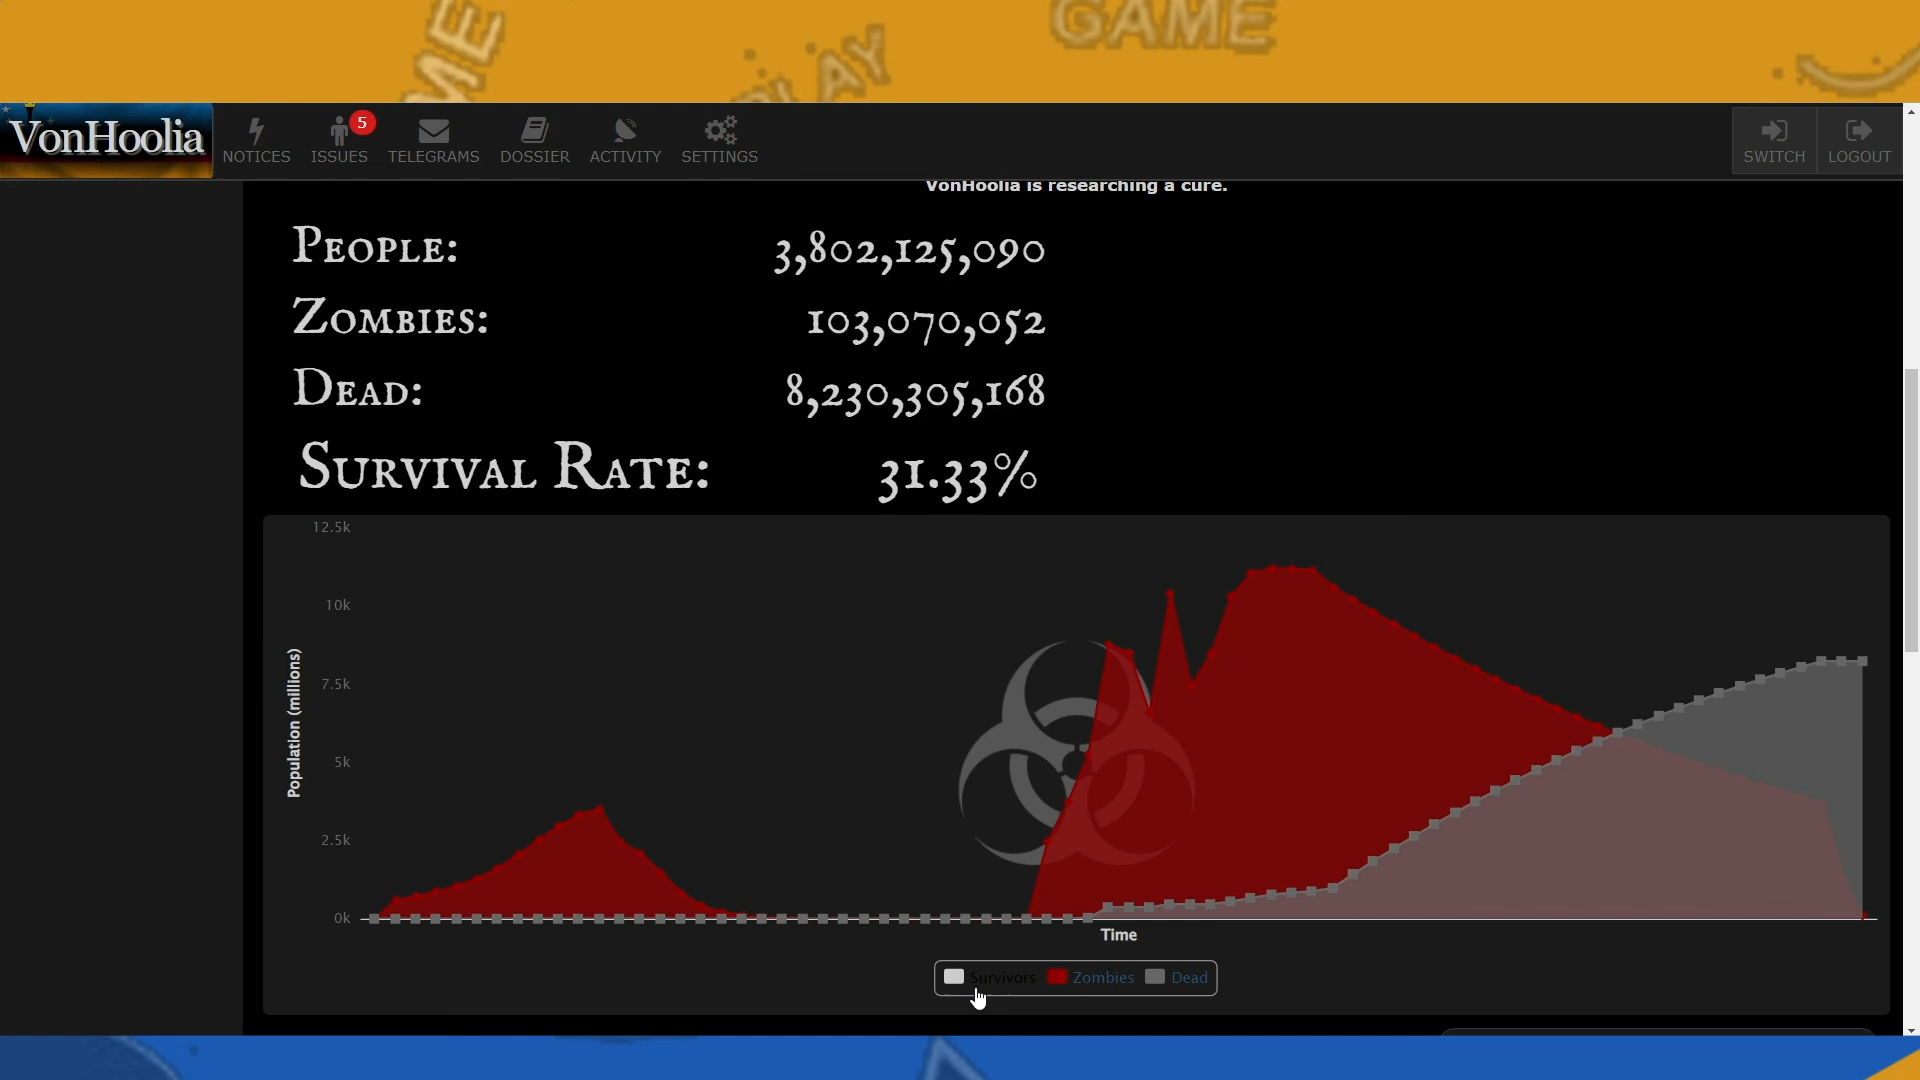 GAME
ME
PLAY
VonHoolia
NOTICES
5
ISSUES
TELEGRAMS
DOSSIER
ACTIVITY
SETTINGS
SWITCH
LOGOUT
VonHoolia is researching a cure.
People: 3,802,125,090
Zombies: 103,070,052
Dead: 8,230,305,168
Survival Rate: 31.33%
12.5k
10k
7.5k
5k
2.5k
0k
Population (millions)
Time
Survivors Zombies Dead